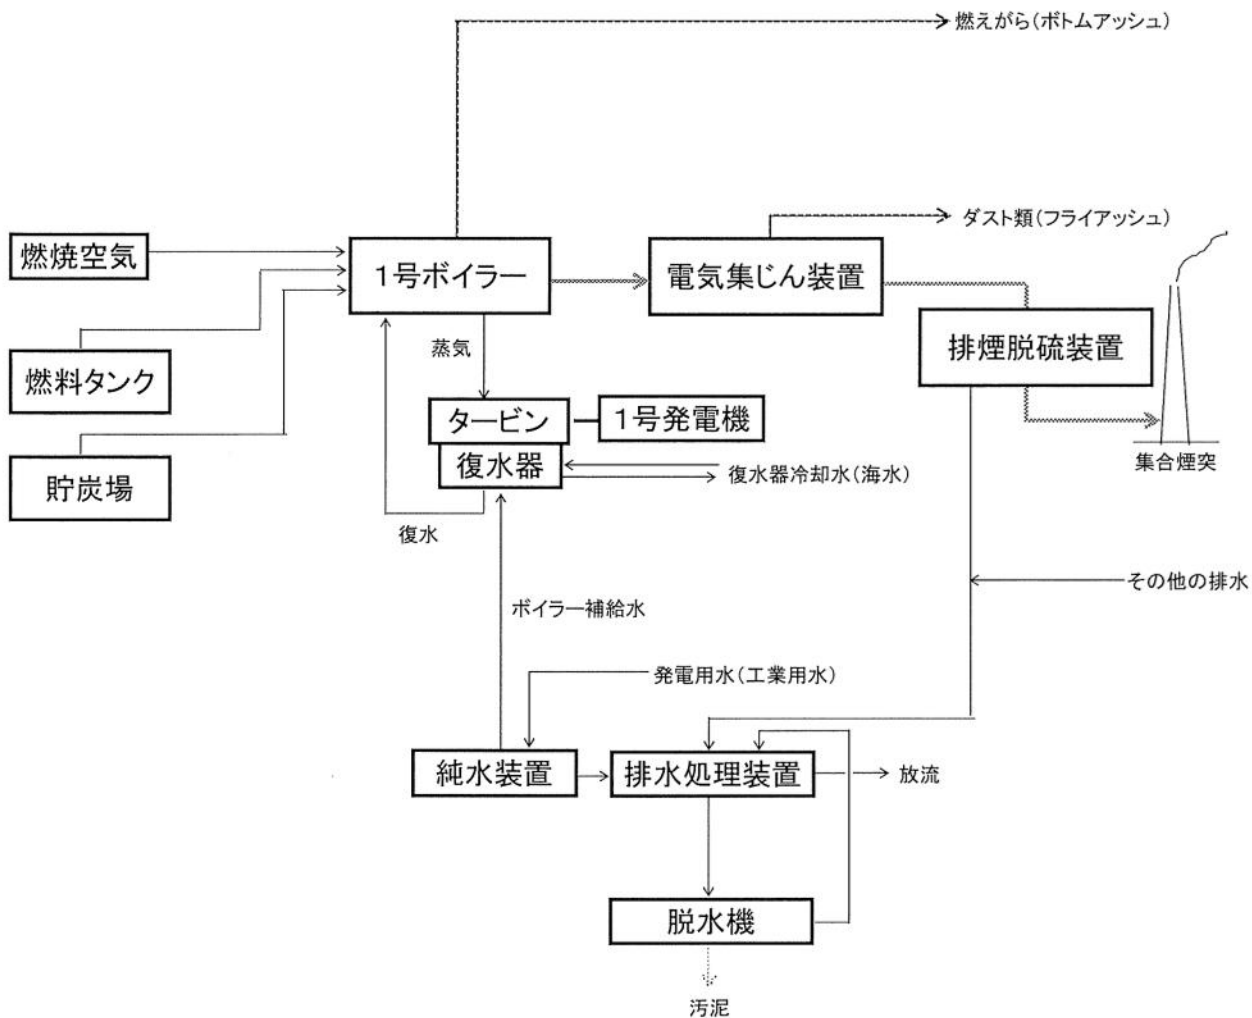 燃えがら(ボトムアッシュ)
ダスト類(フライアッシュ)
燃焼空気
1号ボイラー
電気集じん装置
排煙脱硫装置
蒸気
燃料タンク
タービン
1号発電機
復水器
集合煙突
貯炭場
復水器冷却水(海水)
復水
その他の排水
ボイラー補給水
発電用水(工業用水)
純水装置
排水処理装置
放流
脱水機
汚泥